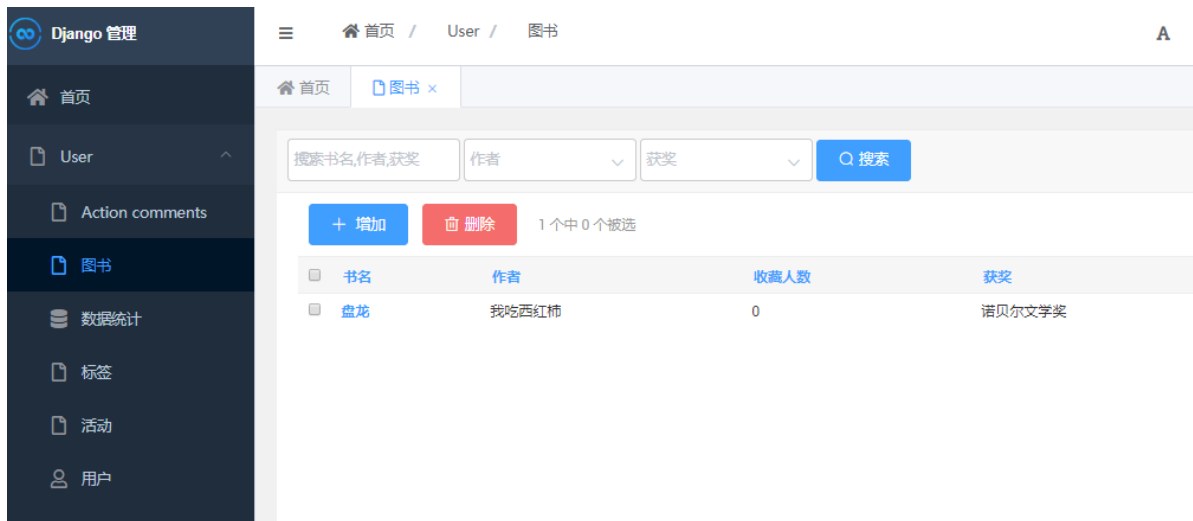 Django 管理
首页 / User / 图书
A
首页
User
Action comments
图书
数据统计
标签
活动
用户
首页 图书 ×
搜索书名,作者,获奖 作者 获奖 搜索
+ 增加 删除 1 个中 0 个被选
书名 作者 收藏人数 获奖
盘龙 我吃西红柿 0 诺贝尔文学奖